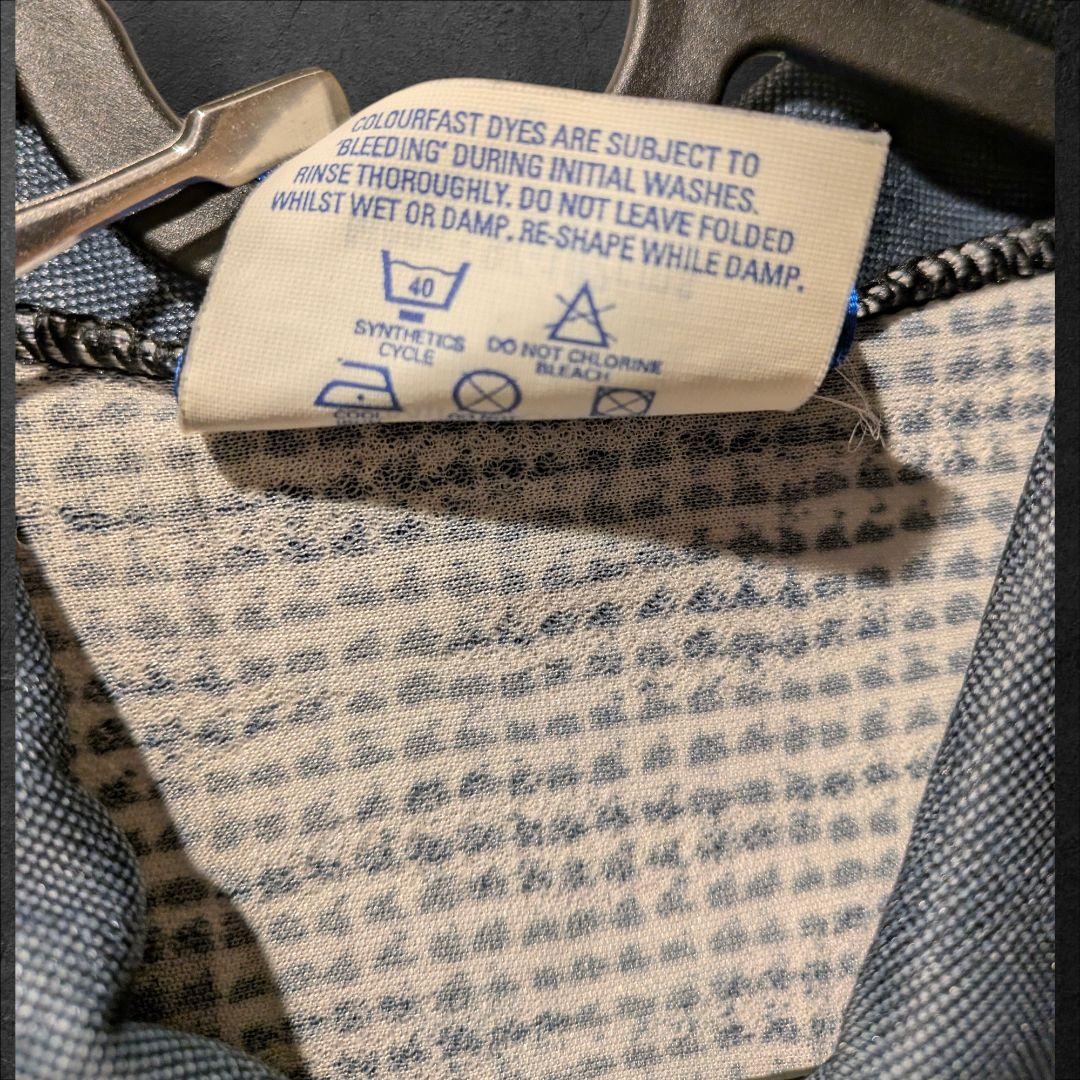 COLOURFAST DYES ARE SUBJECT TO
'BLEEDING' DURING INITIAL WASHES.
RINSE THOROUGHLY. DO NOT LEAVE FOLDED
WHILST WET OR DAMP. RE-SHAPE WHILE DAMP.
40
SYNTHETICS
CYCLE
DO NOT CHLORINE
BLEACH
COOL